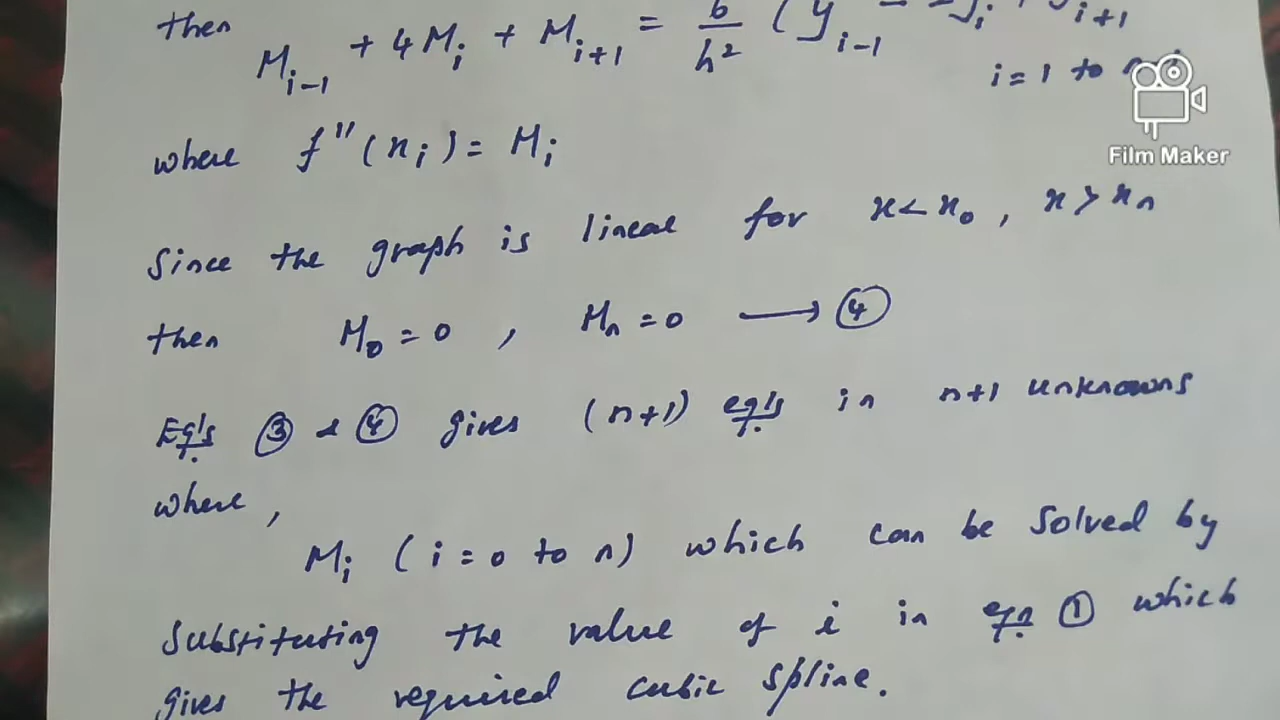 then
M_{i-1} + 4M_i + M_{i+1} = 6/h² (y_{i-1} y_{i+1}
i = 1 to
Film Maker
where f''(x_i) = M_i
Since the graph is linear for x < x_0 , x > x_n
then M_0 = 0 , M_n = 0 ⟶ ④
Eq's ③ & ④ gives (n+1) eq's in n+1 unknowns
where ,
M_i ( i = 0 to n) which can be solved by
substituting the value of i in eqn ① which
gives the required cubic spline.